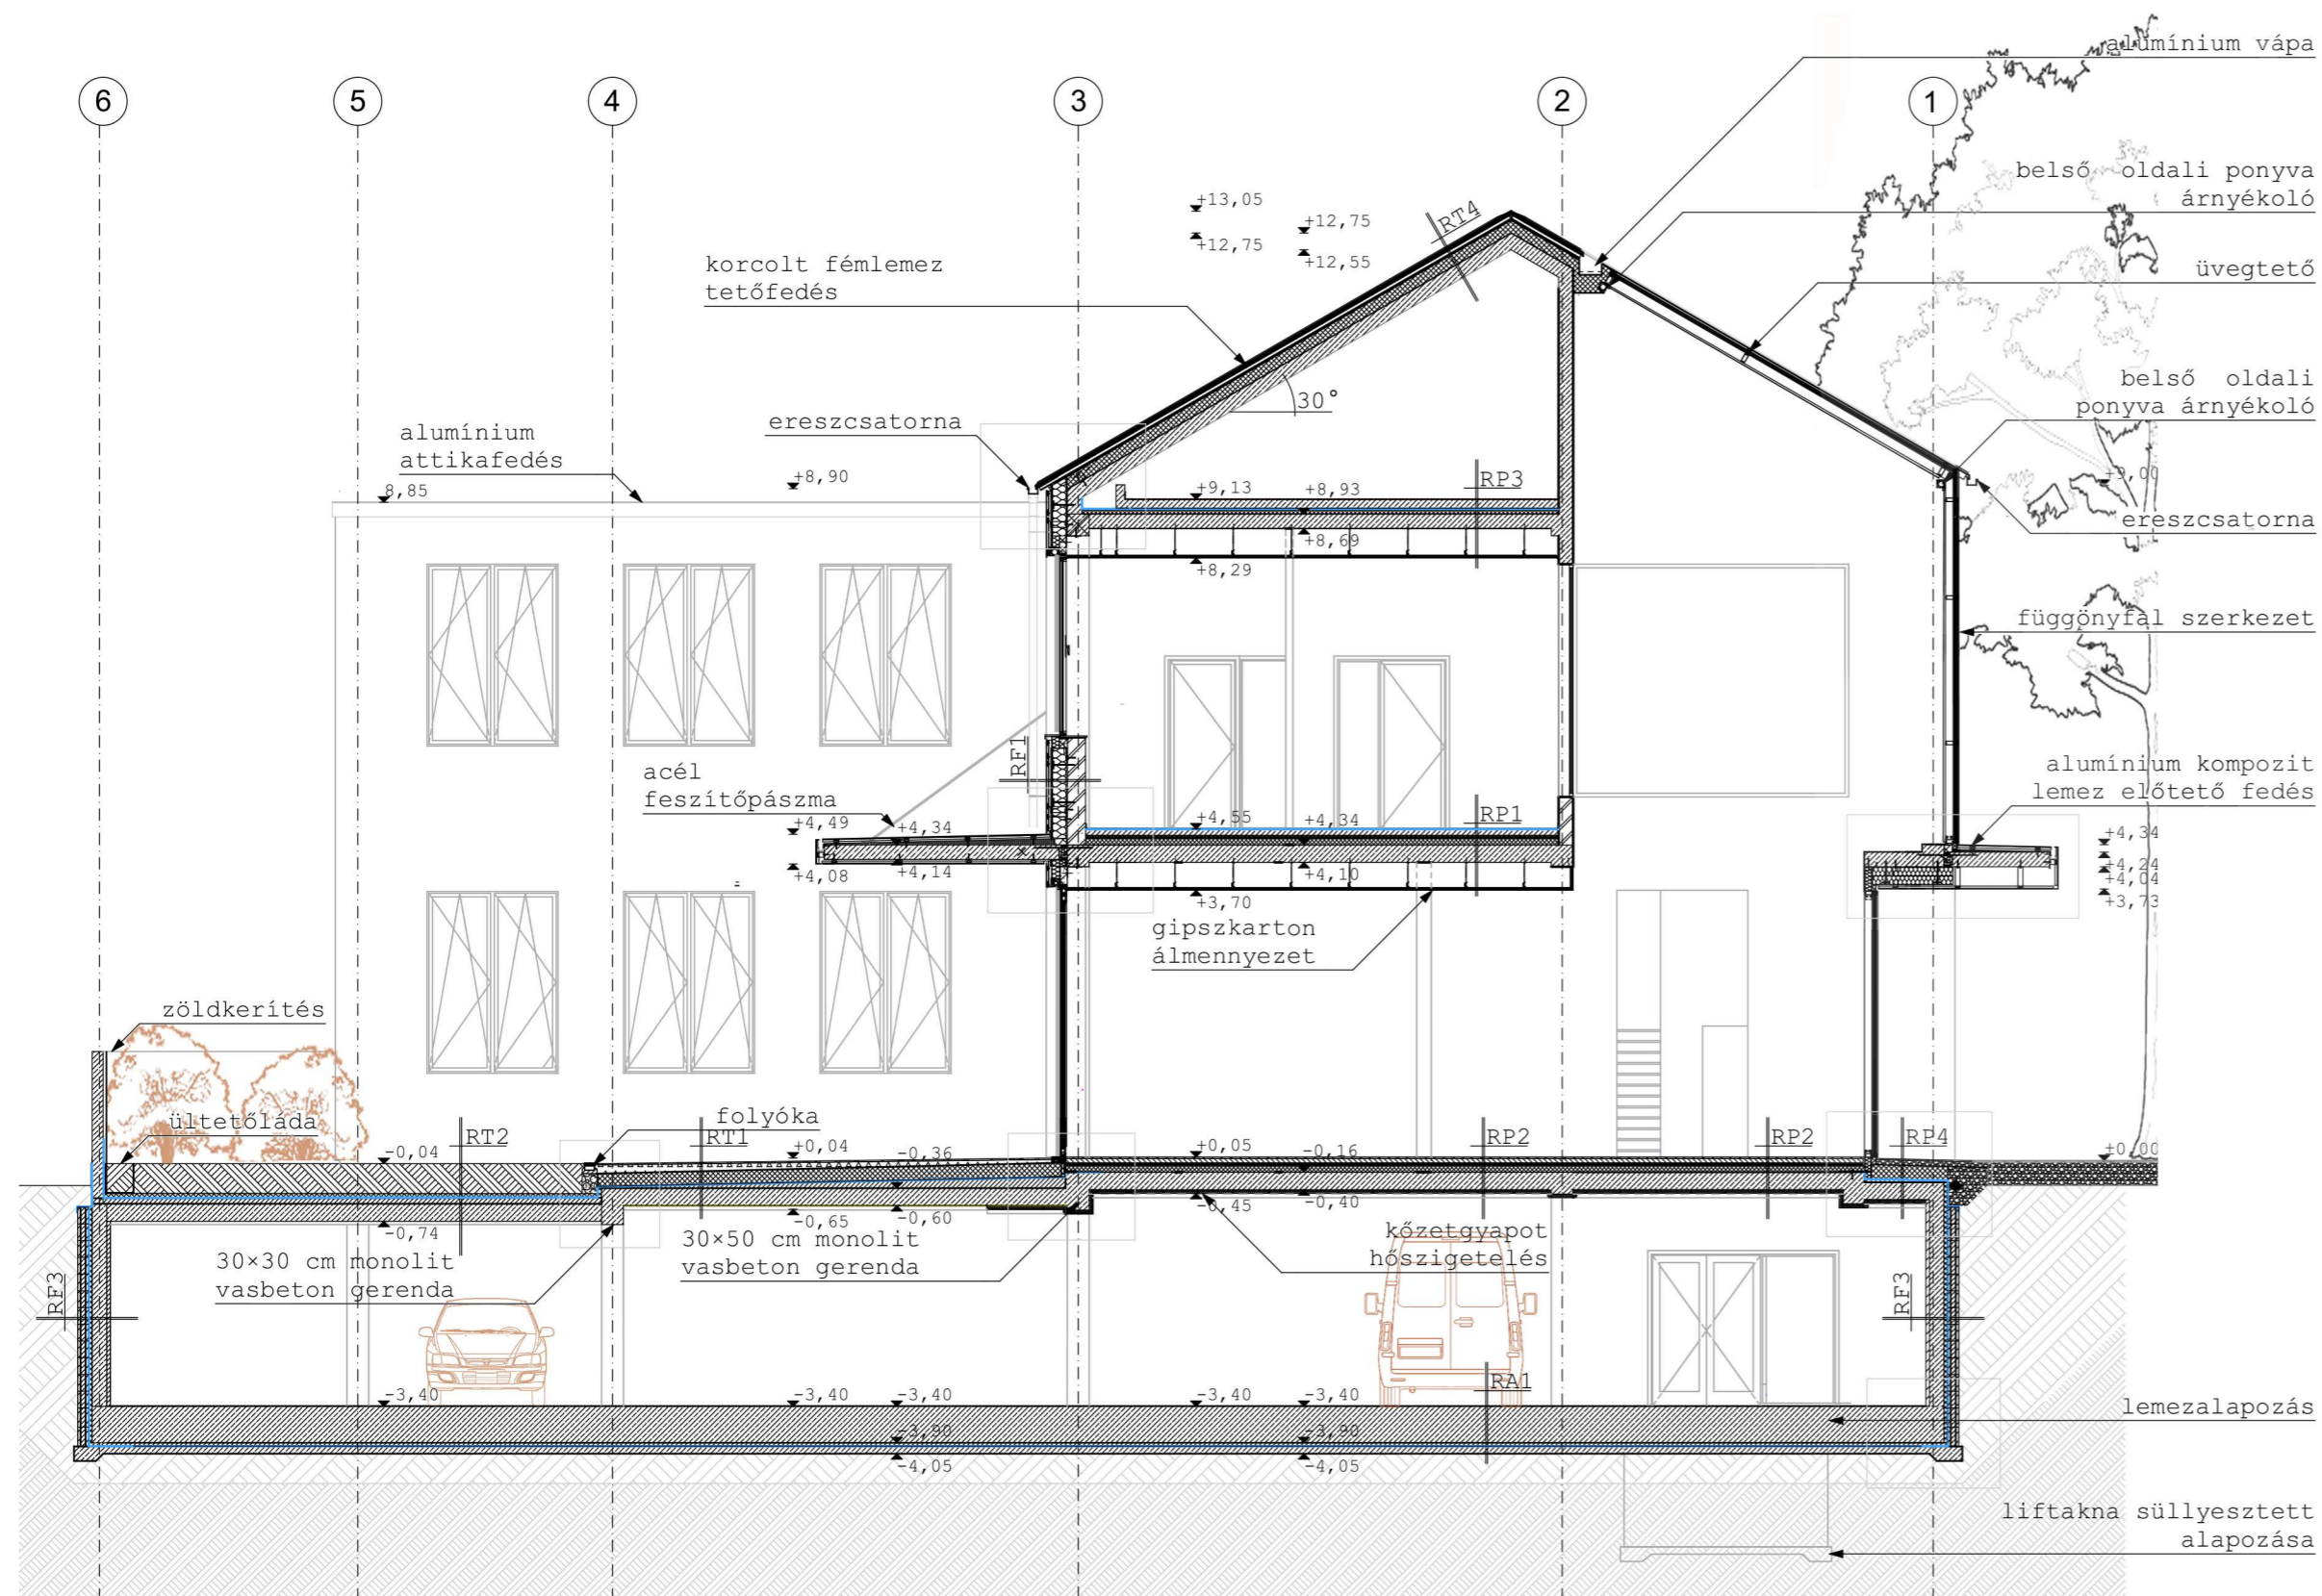 6
5
4
3
2
1
alumínium vápa
belső oldali ponyva
árnyékoló
üvegtető
belső oldali
ponyva árnyékoló
+13,05
+12,75
+12,75
+12,55
RT4
korcolt fémlemez
tetőfedés
30°
ereszcsatorna
alumínium
attikafedés
8,85
+8,90
+9,13
+8,93
RP3
+9,00
ereszcsatorna
+8,69
+8,29
függönyfal szerkezet
RF1
acél
feszítőpászma
alumínium kompozit
lemez előtető fedés
+4,49
+4,34
+4,55
+4,34
RP1
+4,34
+4,24
+4,04
+3,73
+4,08
+4,14
+4,10
+3,70
gipszkarton
álmennyezet
zöldkerítés
ültetőláda
folyóka
-0,04
RT2
RT1
+0,04
-0,36
+0,05
-0,16
RP2
RP2
RP4
±0,00
-0,74
-0,65
-0,60
-0,45
-0,40
30×30 cm monolit
vasbeton gerenda
30×50 cm monolit
vasbeton gerenda
kőzetgyapot
hőszigetelés
RF3
RF3
-3,40
-3,40
-3,40
-3,40
-3,40
RA1
lemezalapozás
-3,90
-3,90
-4,05
-4,05
liftakna süllyesztett
alapozása